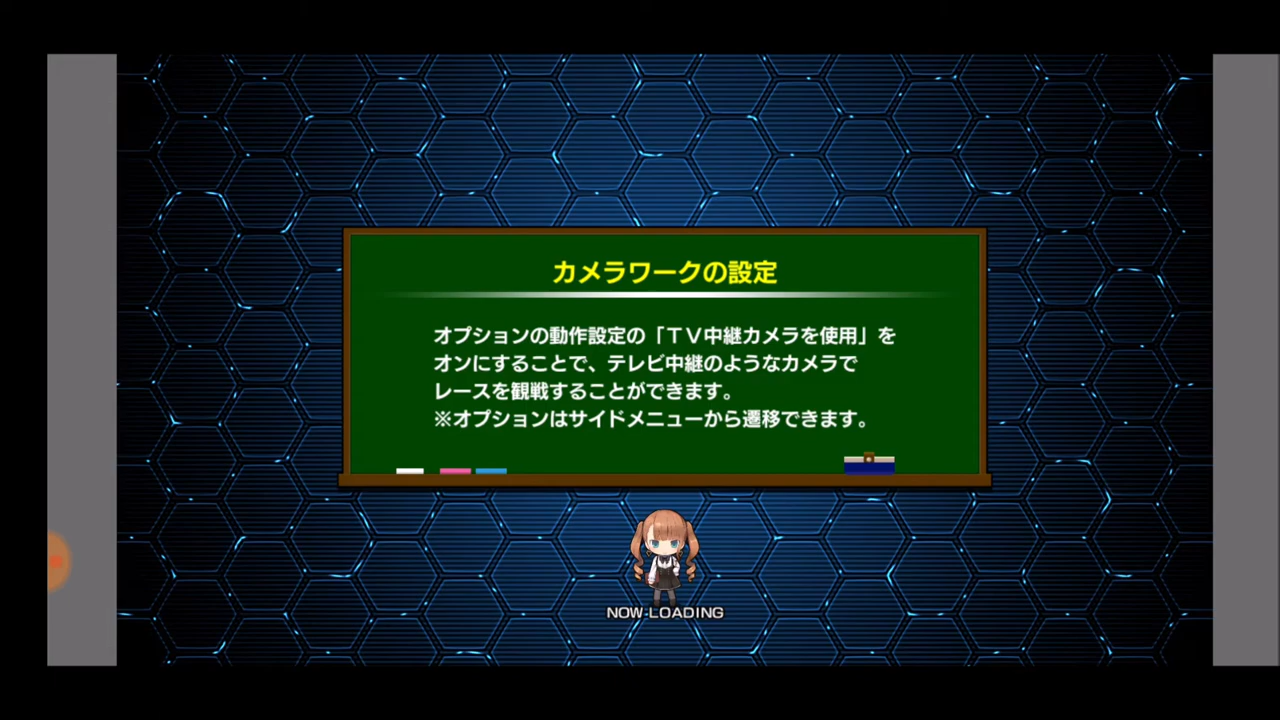 カメラワークの設定
オプションの動作設定の「ＴＶ中継カメラを使用」を
オンにすることで、テレビ中継のようなカメラで
レースを観戦することができます。
※オプションはサイドメニューから遷移できます。
NOW LOADING